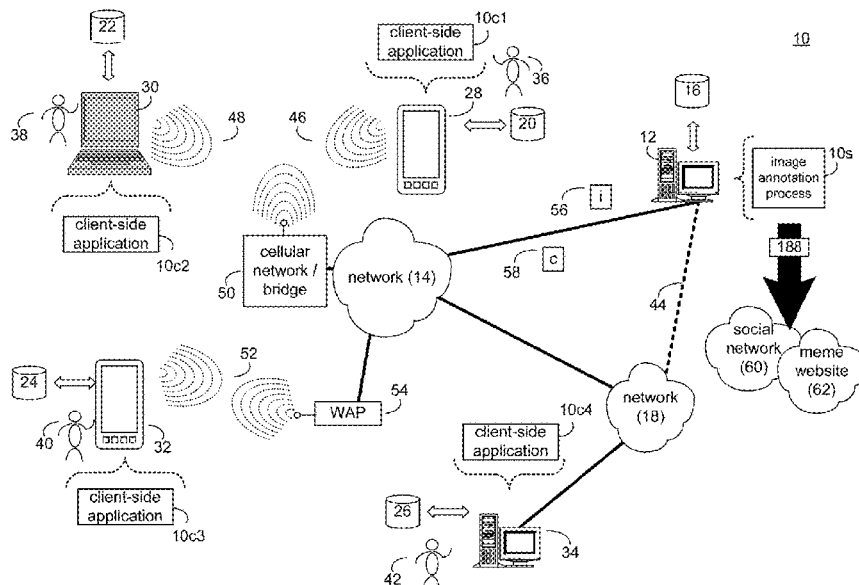 22
30
38
48
client-side
application
10c2
client-side
application
10c1
36
28
46
20
10
16
12
image
annotation
process
10s
56
i
58
c
188
44
50
cellular
network /
bridge
network (14)
social
network
(60)
meme
website
(62)
52
24
40
32
WAP
54
network
(18)
client-side
application
10c3
client-side
application
10c4
26
42
34